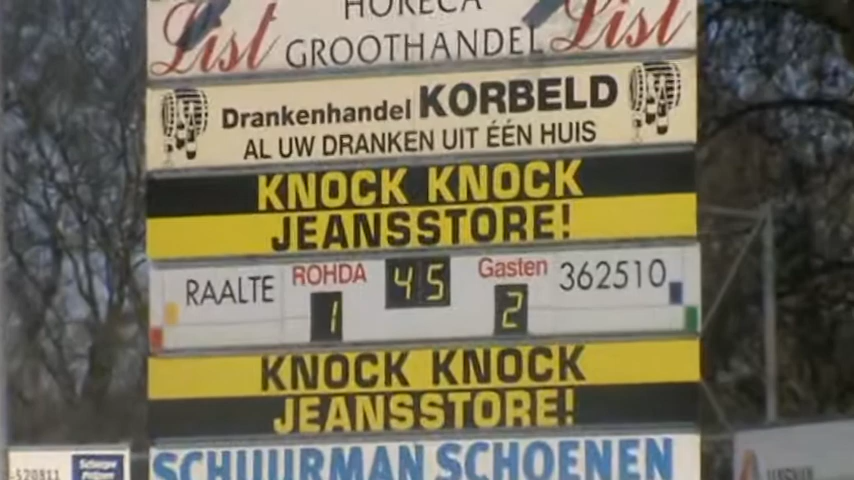 HORECA
List GROOTHANDEL List
Drankenhandel KORBELD
AL UW DRANKEN UIT ÉÉN HUIS
KNOCK KNOCK
JEANSSTORE!
RAALTE ROHDA 45 Gasten 362510
1 2
KNOCK KNOCK
JEANSSTORE!
SCHUURMAN SCHOENEN